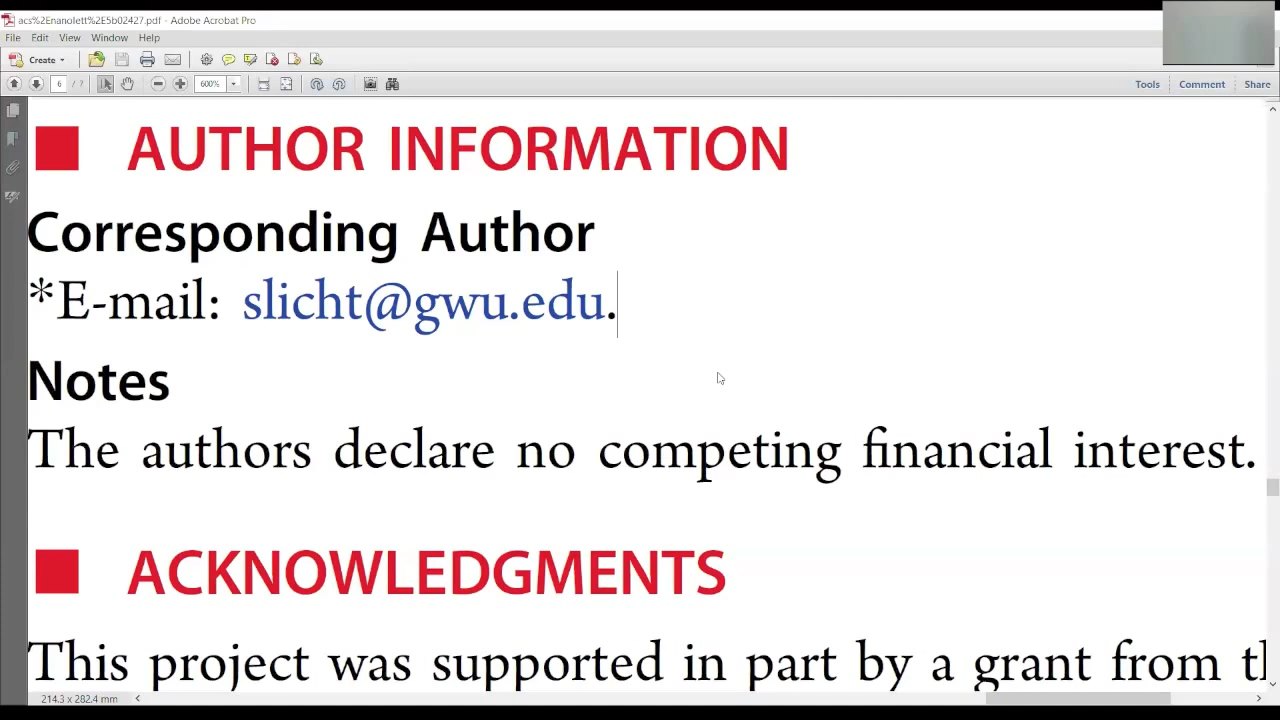 acs%2Enanolett%2E5b02427.pdf - Adobe Acrobat Pro
File Edit View Window Help
Create
6 / 7 600% Tools Comment Share
AUTHOR INFORMATION
Corresponding Author
*E-mail: slicht@gwu.edu.
Notes
The authors declare no competing financial interest.
ACKNOWLEDGMENTS
This project was supported in part by a grant from
214.3 x 282.4 mm